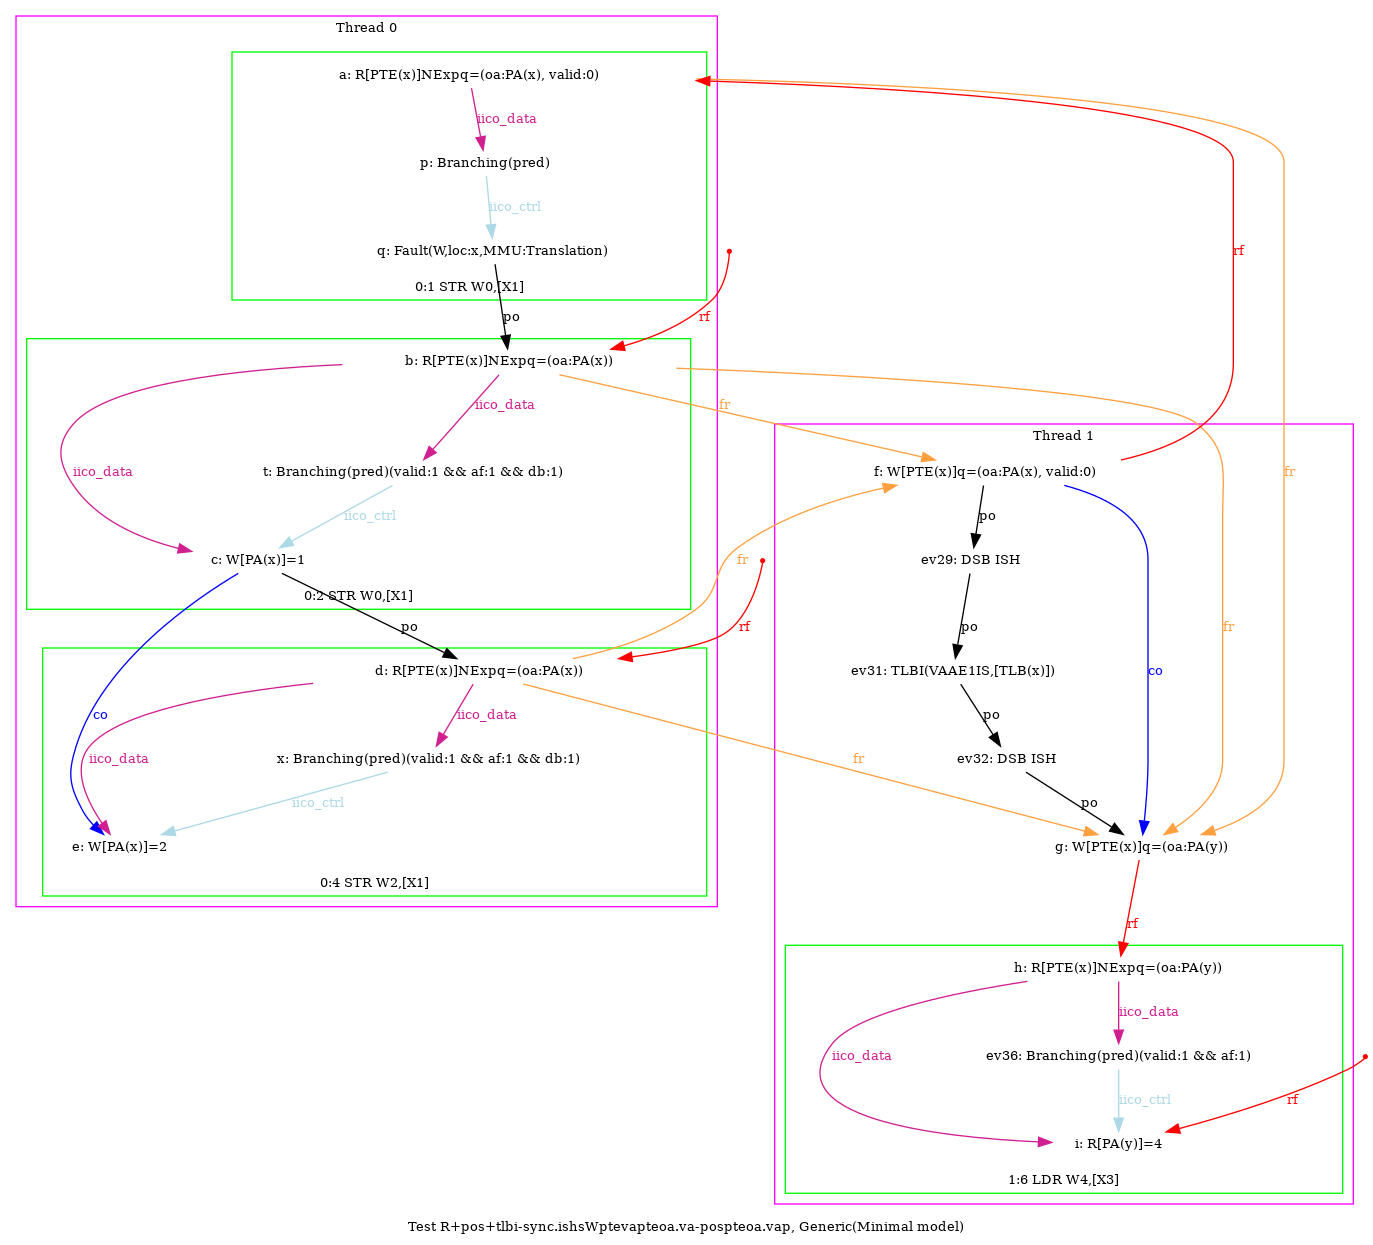 Thread 0
a: R[PTE(x)]NExpq=(oa:PA(x), valid:0)
iico_data
p: Branching(pred)
iico_ctrl
q: Fault(W,loc:x,MMU:Translation)
rf
0:1 STR W0,[X1]
po
rf
b: R[PTE(x)]NExpq=(oa:PA(x))
iico_data
fr
Thread 1
iico_data
t: Branching(pred)(valid:1 && af:1 && db:1)
f: W[PTE(x)]q=(oa:PA(x), valid:0)
fr
iico_ctrl
po
c: W[PA(x)]=1
fr
ev29: DSB ISH
0:2 STR W0,[X1]
po
rf
po
fr
d: R[PTE(x)]NExpq=(oa:PA(x))
ev31: TLBI(VAAE1IS,[TLB(x)])
co
co
iico_data
po
iico_data
x: Branching(pred)(valid:1 && af:1 && db:1)
fr
ev32: DSB ISH
iico_ctrl
po
e: W[PA(x)]=2
g: W[PTE(x)]q=(oa:PA(y))
0:4 STR W2,[X1]
rf
h: R[PTE(x)]NExpq=(oa:PA(y))
iico_data
iico_data
ev36: Branching(pred)(valid:1 && af:1)
iico_ctrl
rf
i: R[PA(y)]=4
1:6 LDR W4,[X3]
Test R+pos+tlbi-sync.ishsWptevapteoa.va-pospteoa.vap, Generic(Minimal model)